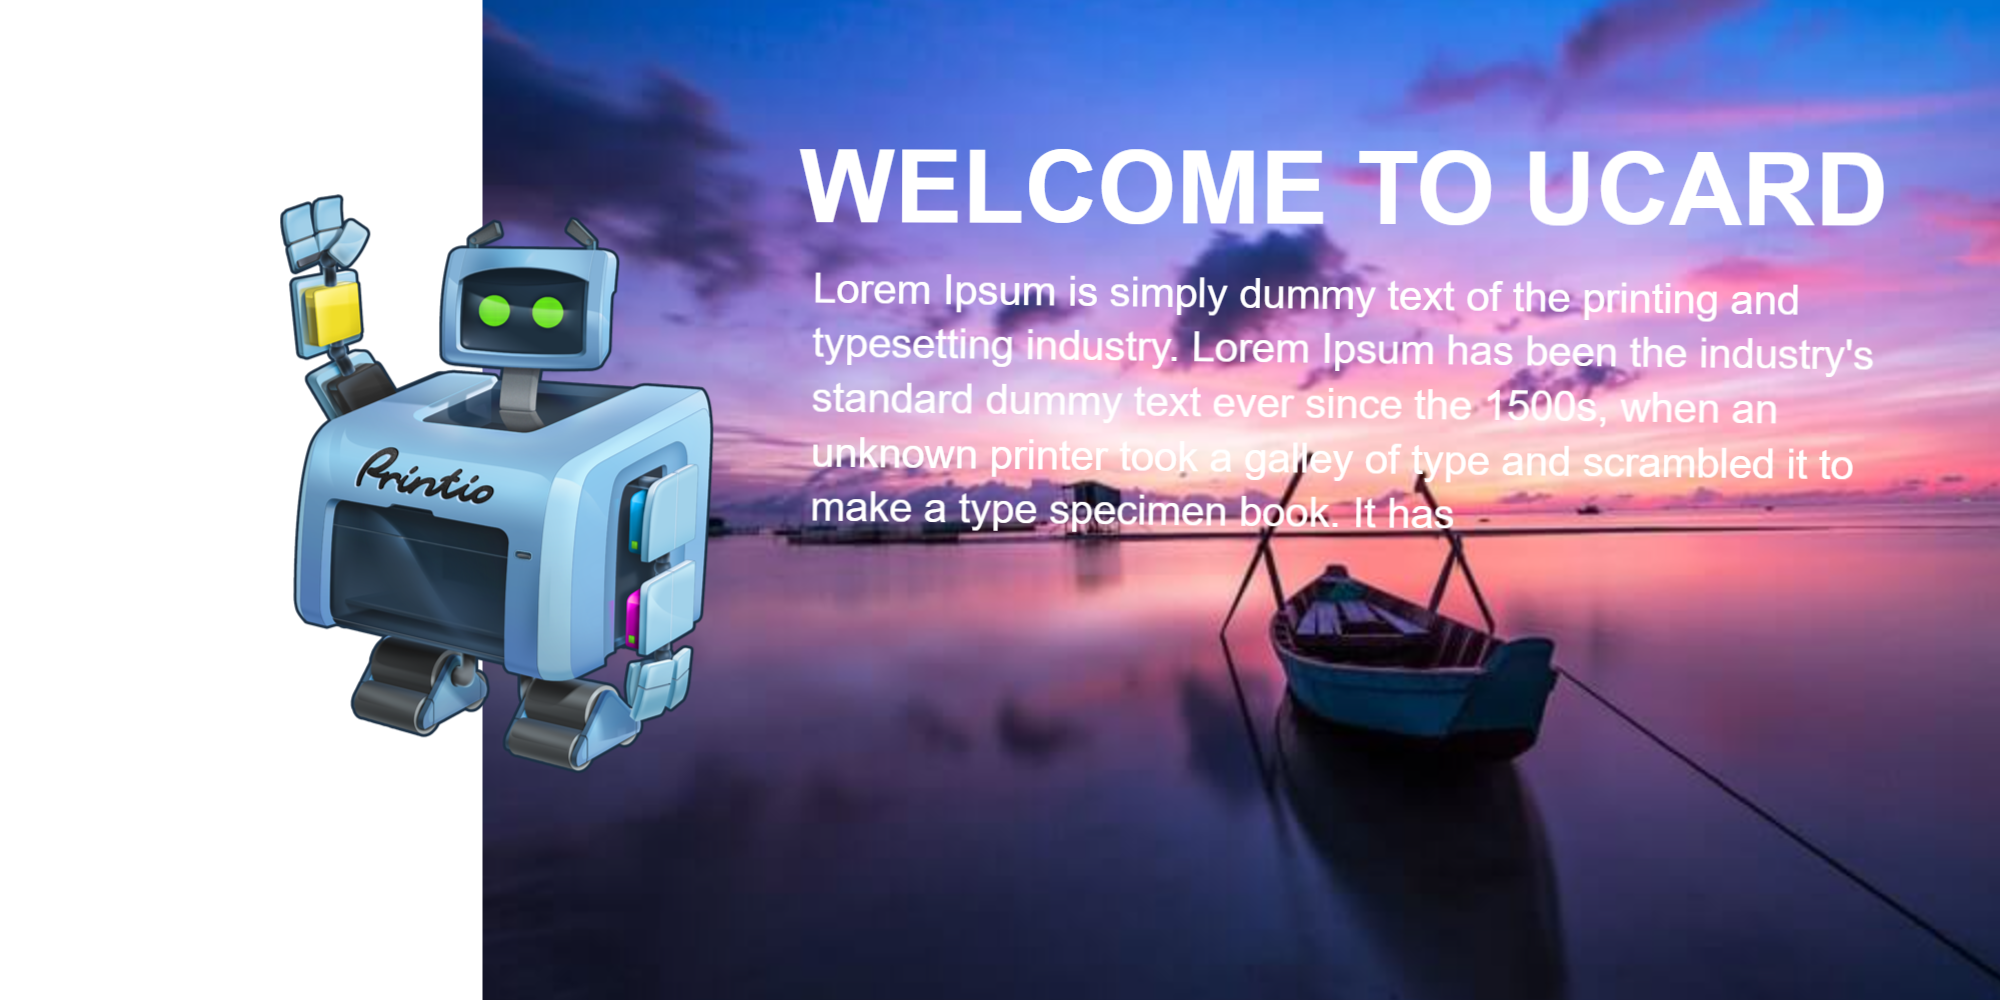 WELCOME TO UCARD
Lorem Ipsum is simply dummy text of the printing and
typesetting industry. Lorem Ipsum has been the industry's
standard dummy text ever since the 1500s, when an
unknown printer took a galley of type and scrambled it to
make a type specimen book. It has
Printio